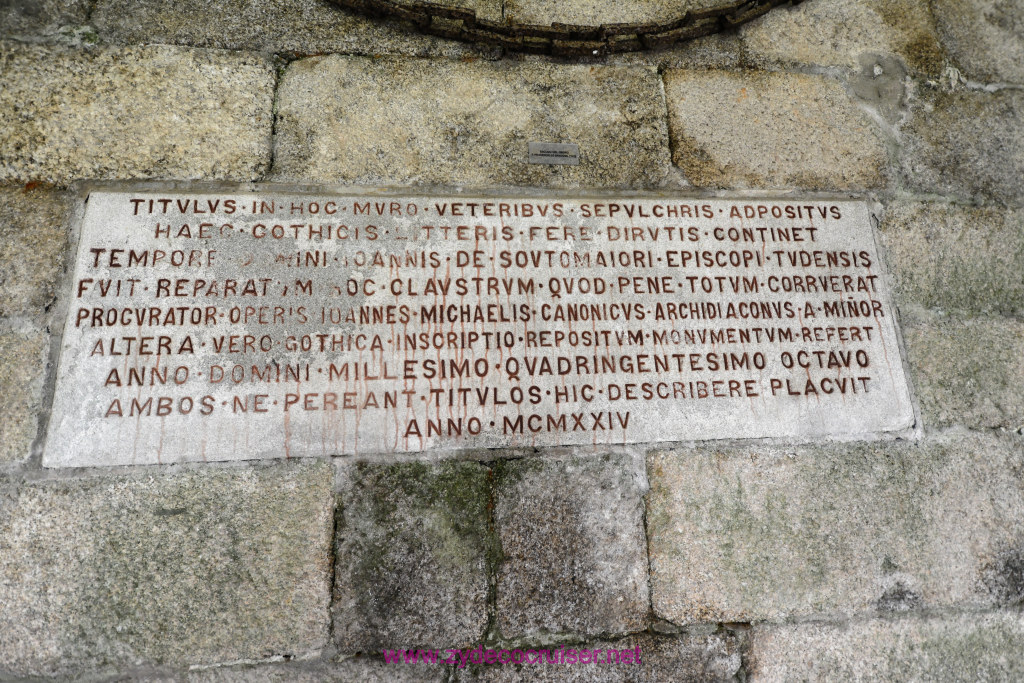 TITVLVS·IN·HOC·MVRO·VETERIBVS·SEPVLCHRIS·ADPOSITVS
HAEC·GOTHICIS·LITTERIS·FERE·DIRVTIS·CONTINET
TEMPORE IOANNIS·DE·SOVTOMAIORI·EPISCOPI·TVDENSIS
FVIT·REPARATVM HOC·CLAVSTRVM·QVOD·PENE·TOTVM·CORRVERAT
PROCVRATOR·OPERIS IOANNES·MICHAELIS·CANONICVS·ARCHIDIACONVS·A·MIÑOR
ALTERA·VERO·GOTHICA·INSCRIPTIO·REPOSITVM·MONVMENTVM·REFERT
ANNO·DOMINI·MILLESIMO·QVADRINGENTESIMO OCTAVO
AMBOS·NE·PEREANT·TITVLOS·HIC·DESCRIBERE PLACVIT
ANNO·MCMXXIV
www.zydecocruiser.net